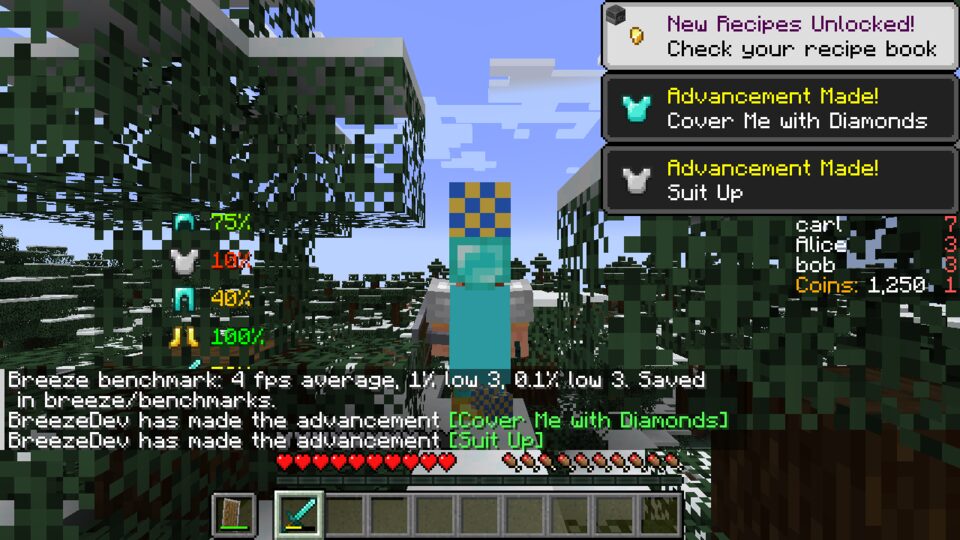 New Recipes Unlocked!
Check your recipe book
Advancement Made!
Cover Me with Diamonds
Advancement Made!
Suit Up
75%
10%
40%
100%
carl 7
Alice 3
bob 3
Coins: 1,250 1
Breeze benchmark: 4 fps average, 1% low 3, 0.1% low 3. Saved
in breeze/benchmarks.
BreezeDev has made the advancement [Cover Me with Diamonds]
BreezeDev has made the advancement [Suit Up]